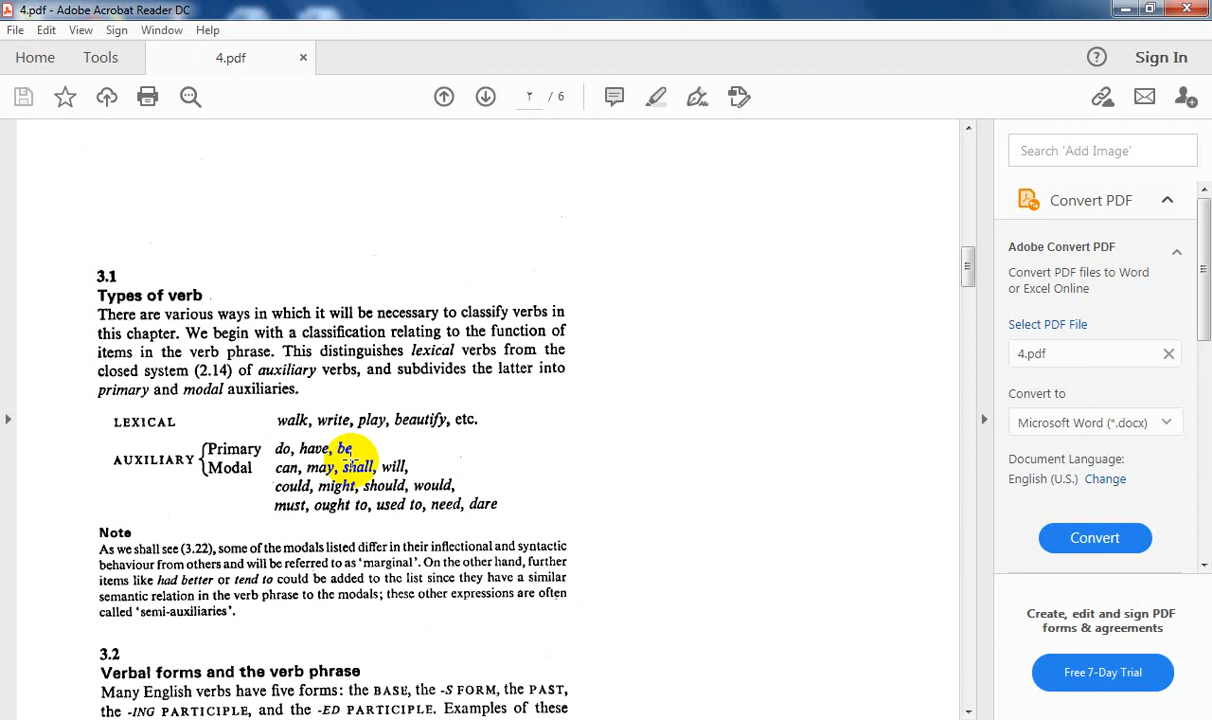 4.pdf - Adobe Acrobat Reader DC
File Edit View Sign Window Help
Home Tools 4.pdf Sign In
٢ / 6
3.1
Types of verb
There are various ways in which it will be necessary to classify verbs in
this chapter. We begin with a classification relating to the function of
items in the verb phrase. This distinguishes lexical verbs from the
closed system (2.14) of auxiliary verbs, and subdivides the latter into
primary and modal auxiliaries.
LEXICAL walk, write, play, beautify, etc.
AUXILIARY { Primary do, have, be
Modal can, may, shall, will,
could, might, should, would,
must, ought to, used to, need, dare
Note
As we shall see (3.22), some of the modals listed differ in their inflectional and syntactic
behaviour from others and will be referred to as 'marginal'. On the other hand, further
items like had better or tend to could be added to the list since they have a similar
semantic relation in the verb phrase to the modals; these other expressions are often
called 'semi-auxiliaries'.
3.2
Verbal forms and the verb phrase
Many English verbs have five forms: the BASE, the -S FORM, the PAST,
the -ING PARTICIPLE, and the -ED PARTICIPLE. Examples of these
Search 'Add Image'
Convert PDF
Adobe Convert PDF
Convert PDF files to Word
or Excel Online
Select PDF File
4.pdf
Convert to
Microsoft Word (*.docx)
Document Language:
English (U.S.) Change
Convert
Create, edit and sign PDF
forms & agreements
Free 7-Day Trial